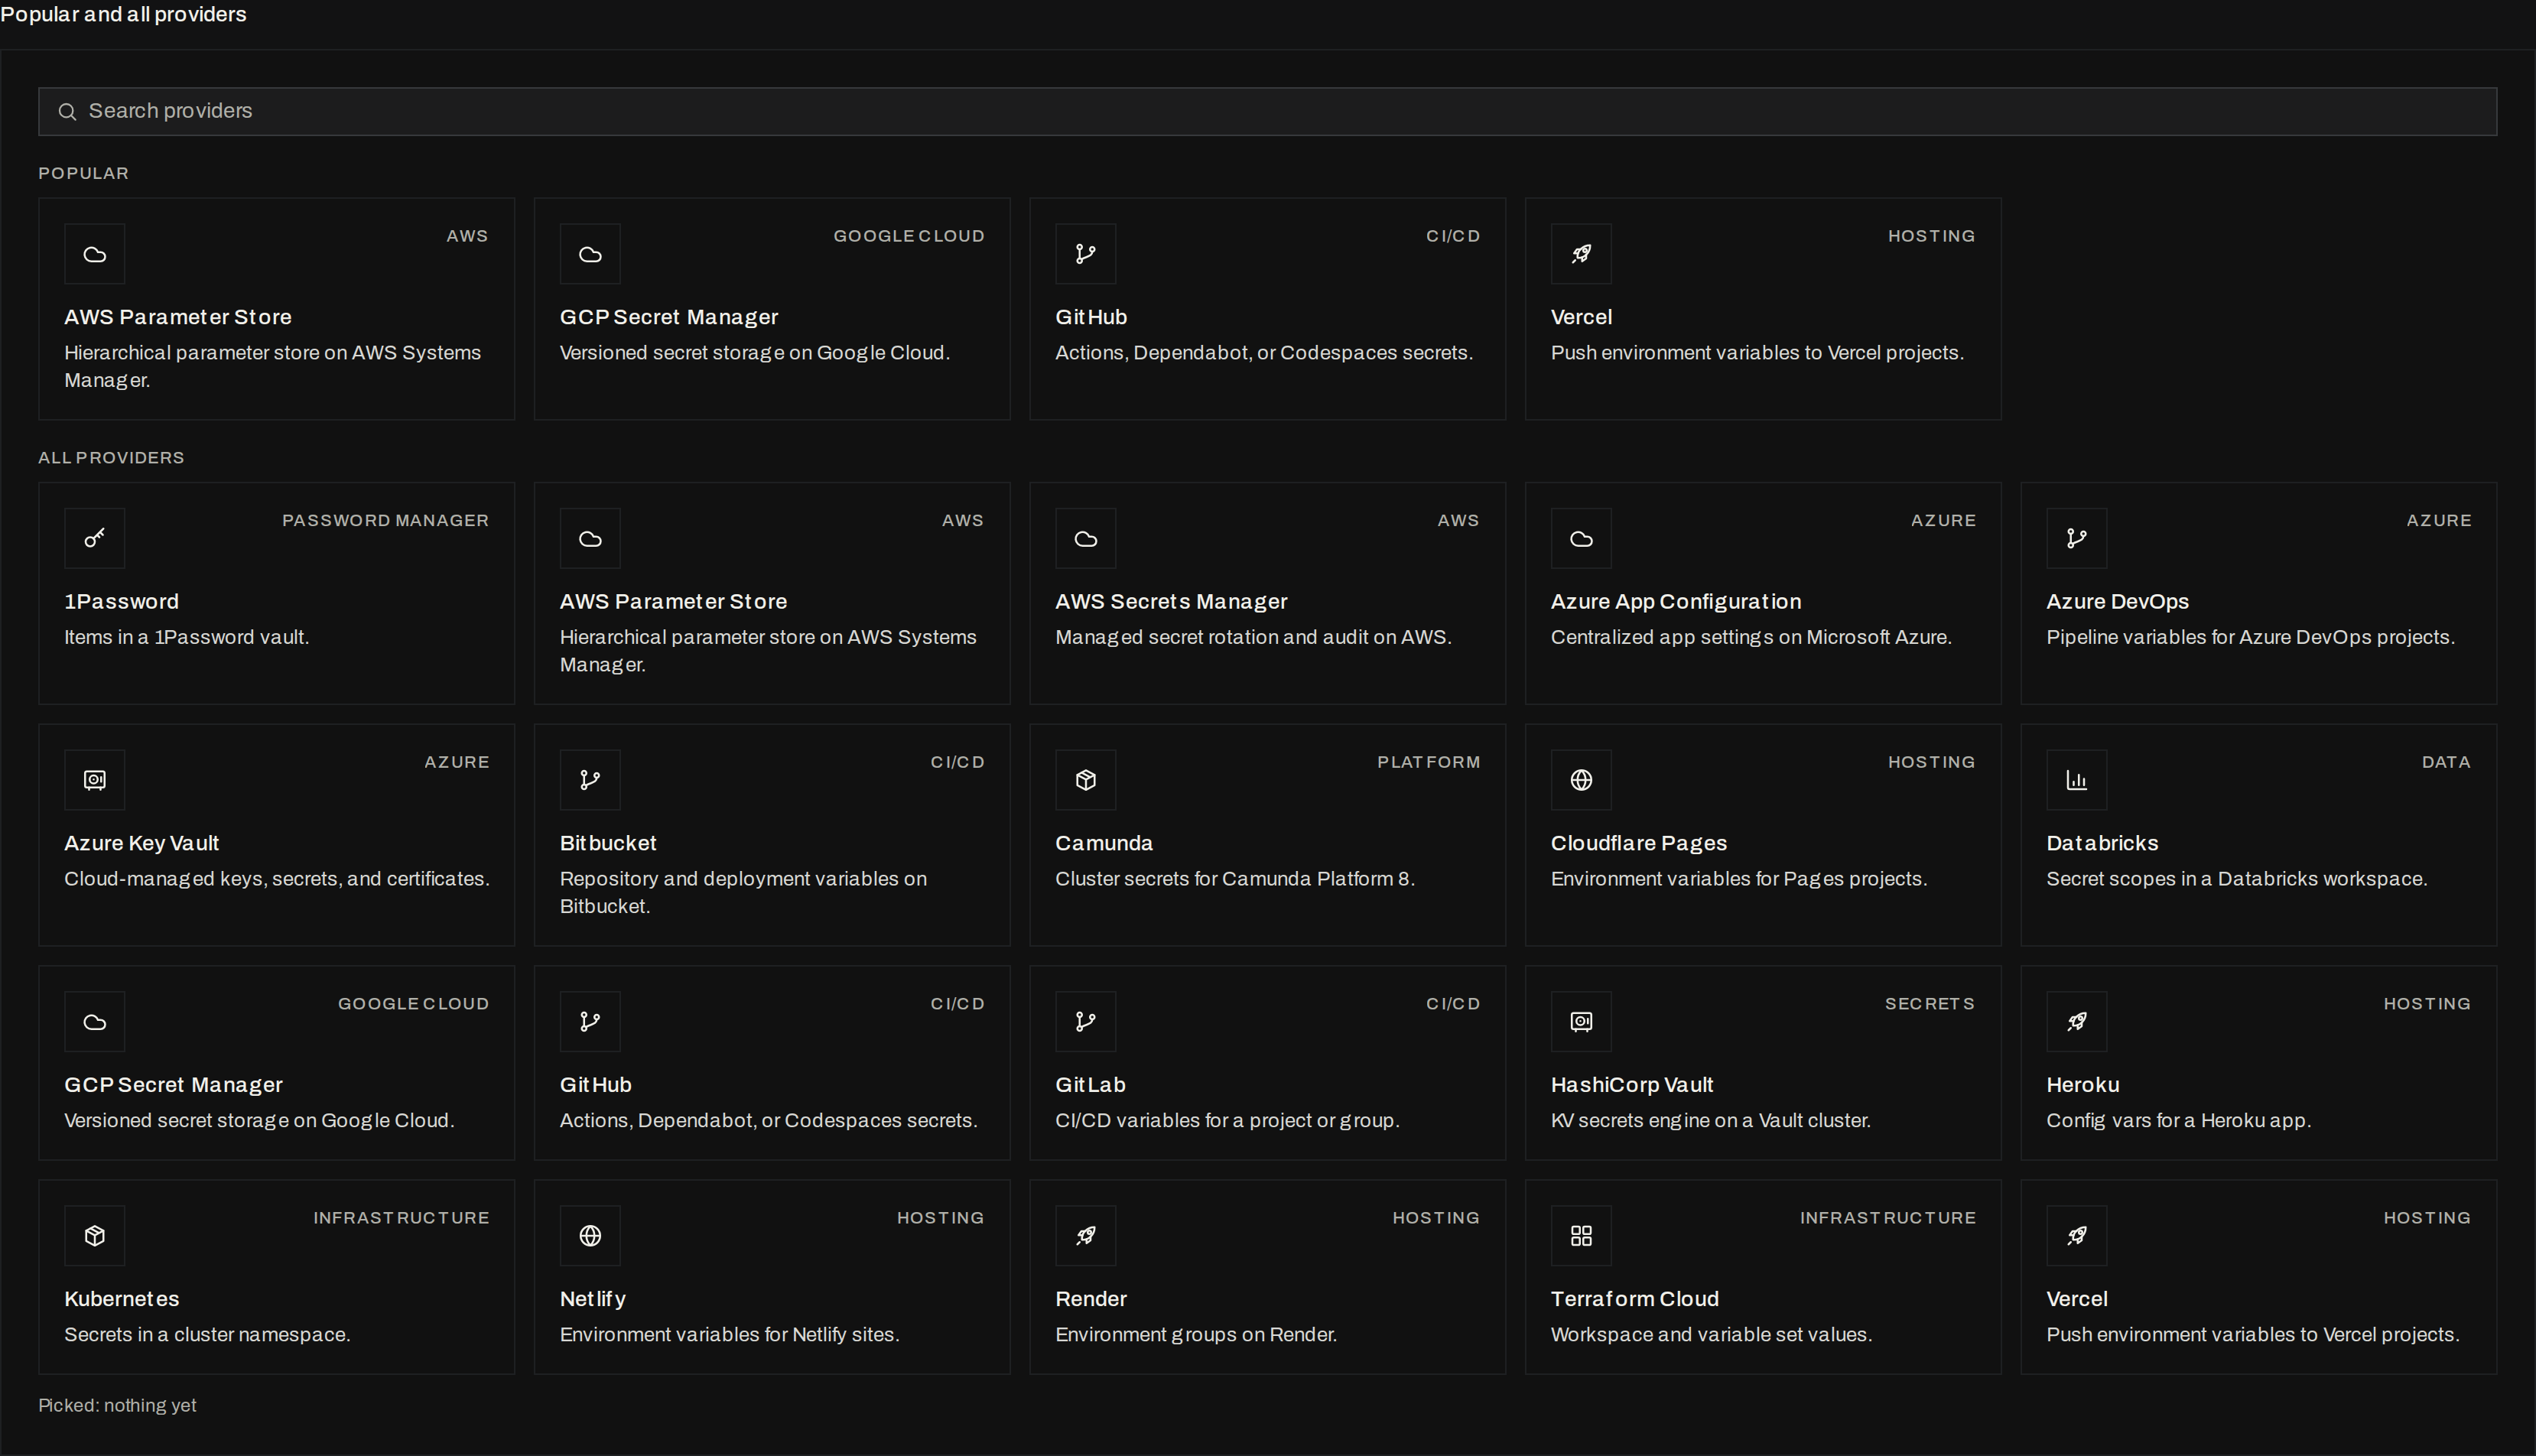 Popular and all providers
Search providers
POPULAR
AWS
AWS Parameter Store
Hierarchical parameter store on AWS Systems
Manager.
GOOGLE CLOUD
GCP Secret Manager
Versioned secret storage on Google Cloud.
CI/CD
GitHub
Actions, Dependabot, or Codespaces secrets.
HOSTING
Vercel
Push environment variables to Vercel projects.
ALL PROVIDERS
PASSWORD MANAGER
1Password
Items in a 1Password vault.
AWS
AWS Parameter Store
Hierarchical parameter store on AWS Systems
Manager.
AWS
AWS Secrets Manager
Managed secret rotation and audit on AWS.
AZURE
Azure App Configuration
Centralized app settings on Microsoft Azure.
AZURE
Azure DevOps
Pipeline variables for Azure DevOps projects.
AZURE
Azure Key Vault
Cloud-managed keys, secrets, and certificates.
CI/CD
Bitbucket
Repository and deployment variables on
Bitbucket.
PLATFORM
Camunda
Cluster secrets for Camunda Platform 8.
HOSTING
Cloudflare Pages
Environment variables for Pages projects.
DATA
Databricks
Secret scopes in a Databricks workspace.
GOOGLE CLOUD
GCP Secret Manager
Versioned secret storage on Google Cloud.
CI/CD
GitHub
Actions, Dependabot, or Codespaces secrets.
CI/CD
GitLab
CI/CD variables for a project or group.
SECRETS
HashiCorp Vault
KV secrets engine on a Vault cluster.
HOSTING
Heroku
Config vars for a Heroku app.
INFRASTRUCTURE
Kubernetes
Secrets in a cluster namespace.
HOSTING
Netlify
Environment variables for Netlify sites.
HOSTING
Render
Environment groups on Render.
INFRASTRUCTURE
Terraform Cloud
Workspace and variable set values.
HOSTING
Vercel
Push environment variables to Vercel projects.
Picked: nothing yet